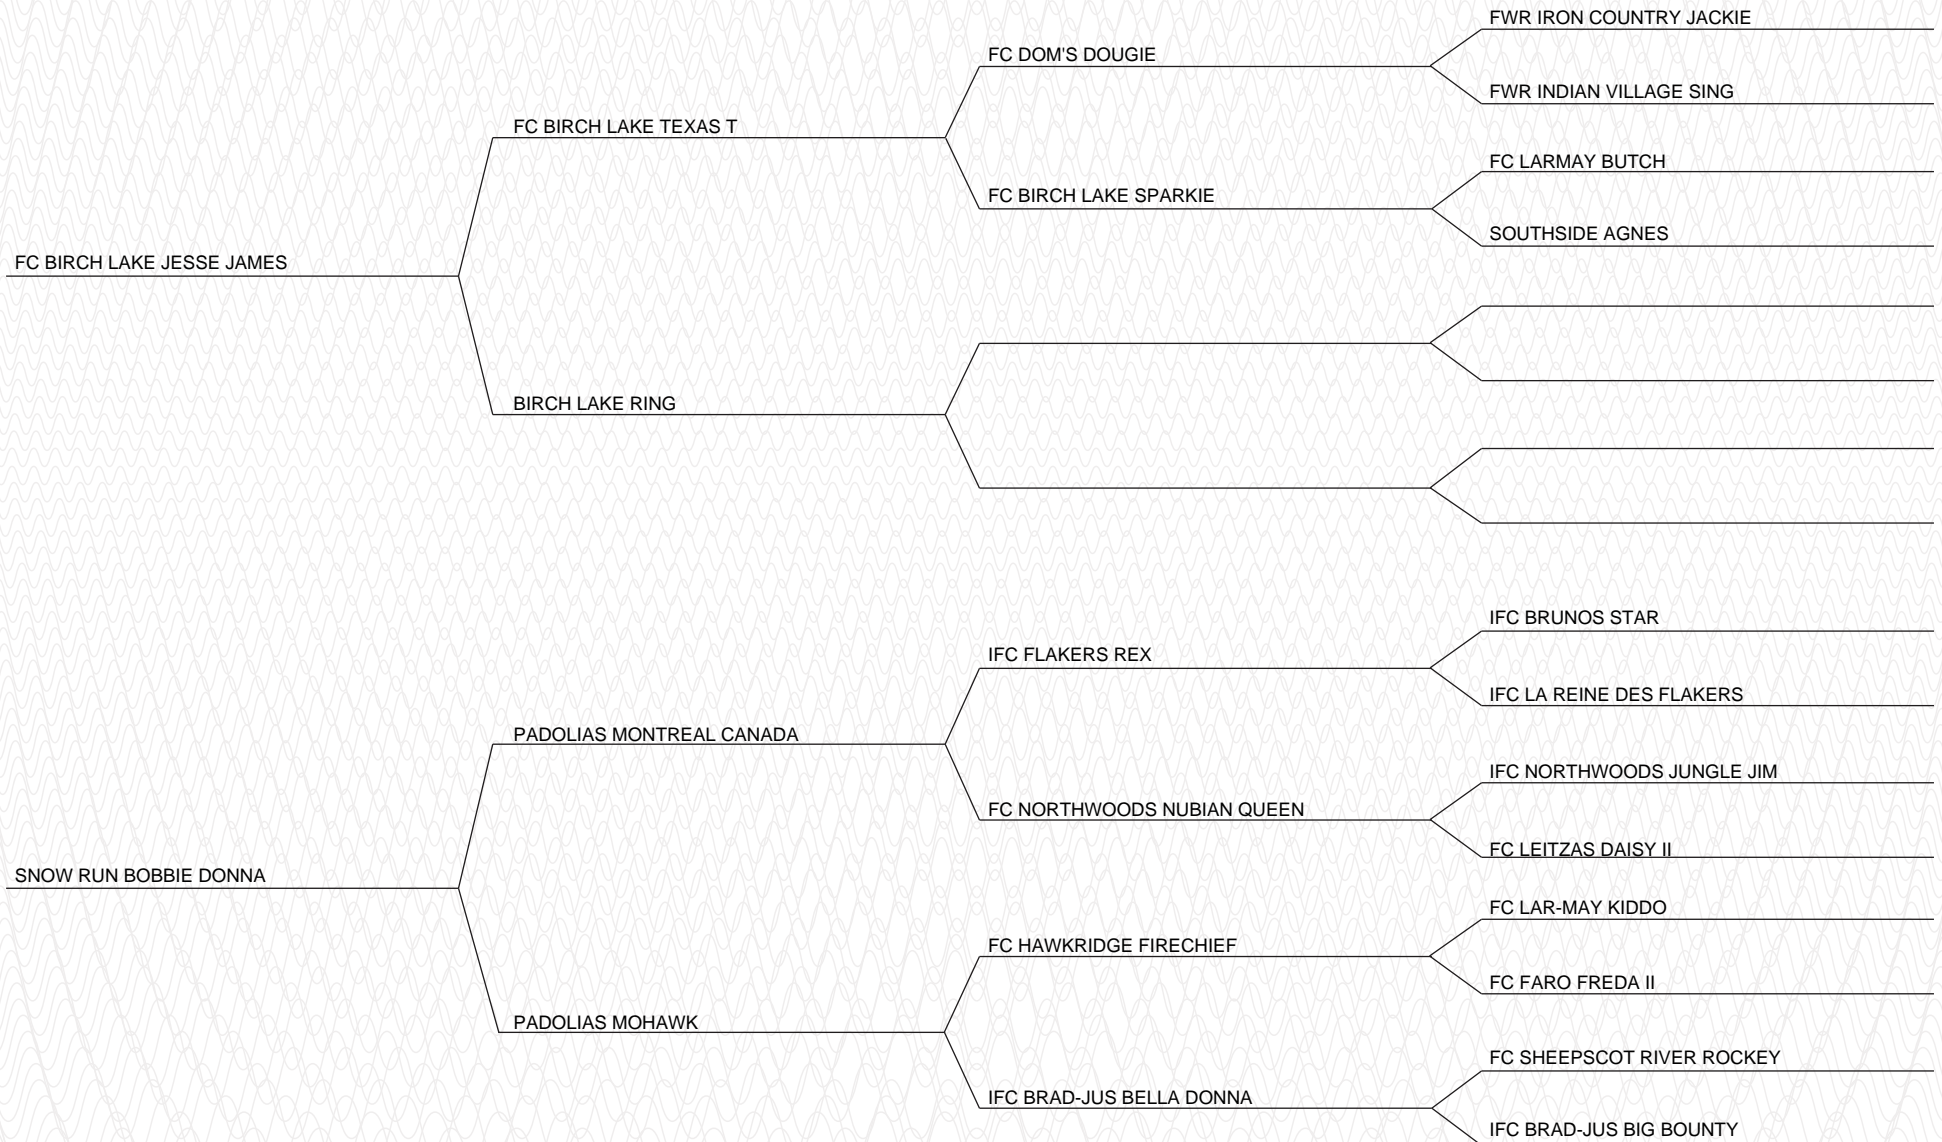 FWR IRON COUNTRY JACKIE
FC DOM'S DOUGIE
FWR INDIAN VILLAGE SING
FC BIRCH LAKE TEXAS T
FC LARMAY BUTCH
FC BIRCH LAKE SPARKIE
SOUTHSIDE AGNES
FC BIRCH LAKE JESSE JAMES
BIRCH LAKE RING
IFC BRUNOS STAR
IFC FLAKERS REX
IFC LA REINE DES FLAKERS
PADOLIAS MONTREAL CANADA
IFC NORTHWOODS JUNGLE JIM
FC NORTHWOODS NUBIAN QUEEN
FC LEITZAS DAISY II
SNOW RUN BOBBIE DONNA
FC LAR-MAY KIDDO
FC HAWKRIDGE FIRECHIEF
FC FARO FREDA II
PADOLIAS MOHAWK
FC SHEEPSCOT RIVER ROCKEY
IFC BRAD-JUS BELLA DONNA
IFC BRAD-JUS BIG BOUNTY